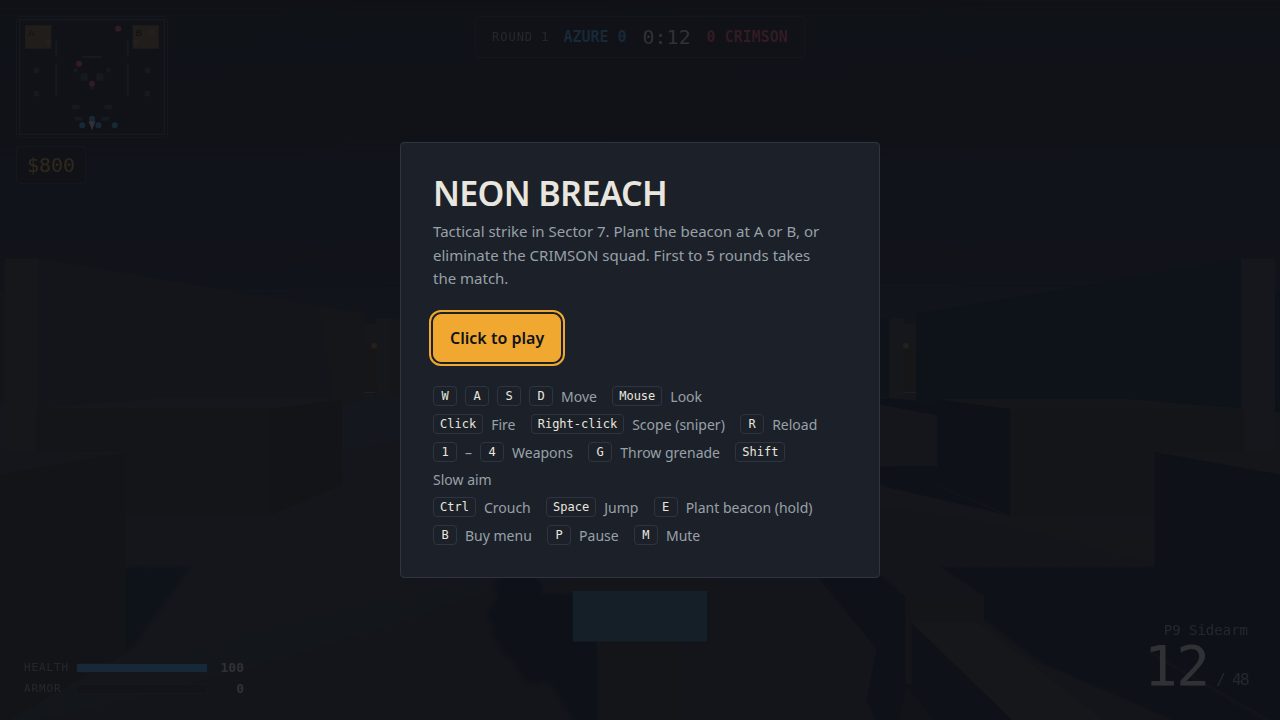 ROUND 1 AZURE 0 0:12 0 CRIMSON
$800
NEON BREACH
Tactical strike in Sector 7. Plant the beacon at A or B, or
eliminate the CRIMSON squad. First to 5 rounds takes
the match.
Click to play
W A S D Move Mouse Look
Click Fire Right-click Scope (sniper) R Reload
1 – 4 Weapons G Throw grenade Shift
Slow aim
Ctrl Crouch Space Jump E Plant beacon (hold)
B Buy menu P Pause M Mute
HEALTH 100
ARMOR 0
P9 Sidearm
12 / 48